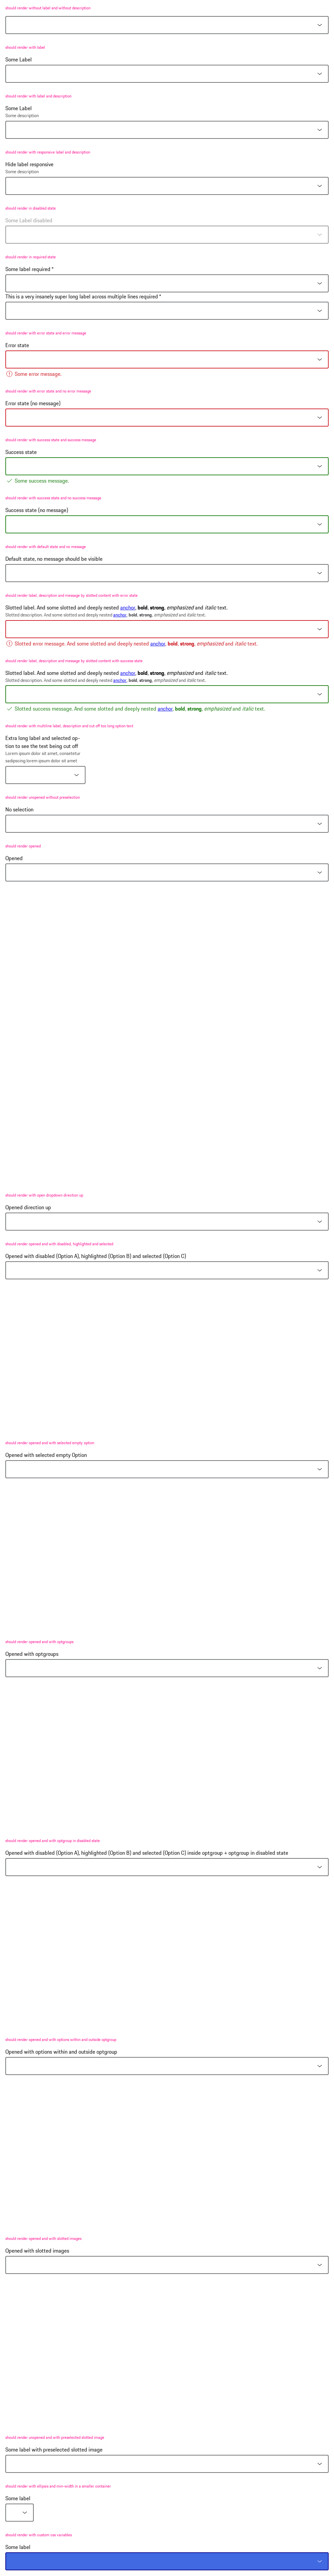 should render without label and without description
should render with label
Some Label
should render with label and description
Some Label
Some description
should render with responsive label and description
Hide label responsive
Some description
should render in disabled state
Some Label disabled
should render in required state
Some label required *
This is a very insanely super long label across multiple lines required *
should render with error state and error message
Error state
Some error message.
should render with error state and no error message
Error state (no message)
should render with success state and success message
Success state
Some success message.
should render with success state and no success message
Success state (no message)
should render with default state and no message
Default state, no message should be visible
should render label, description and message by slotted content with error state
Slotted label. And some slotted and deeply nested anchor, bold, strong, emphasized and italic text.
Slotted description. And some slotted and deeply nested anchor, bold, strong, emphasized and italic text.
Slotted error message. And some slotted and deeply nested anchor, bold, strong, emphasized and italic text.
should render label, description and message by slotted content with success state
Slotted label. And some slotted and deeply nested anchor, bold, strong, emphasized and italic text.
Slotted description. And some slotted and deeply nested anchor, bold, strong, emphasized and italic text.
Slotted success message. And some slotted and deeply nested anchor, bold, strong, emphasized and italic text.
should render with multiline label, description and cut off too long option text
Extra long label and selected op-
tion to see the text being cut off
Lorem ipsum dolor sit amet, consetetur
sadipscing lorem ipsum dolor sit amet
should render unopened without preselection
No selection
should render opened
Opened
should render with open dropdown direction up
Opened direction up
should render opened and with disabled, highlighted and selected
Opened with disabled (Option A), highlighted (Option B) and selected (Option C)
should render opened and with selected empty option
Opened with selected empty Option
should render opened and with optgroups
Opened with optgroups
should render opened and with optgroup in disabled state
Opened with disabled (Option A), highlighted (Option B) and selected (Option C) inside optgroup + optgroup in disabled state
should render opened and with options within and outside optgroup
Opened with options within and outside optgroup
should render opened and with slotted images
Opened with slotted images
should render unopened and with preselected slotted image
Some label with preselected slotted image
should render with ellipsis and min-width in a smaller container
Some label
should render with custom css variables
Some label